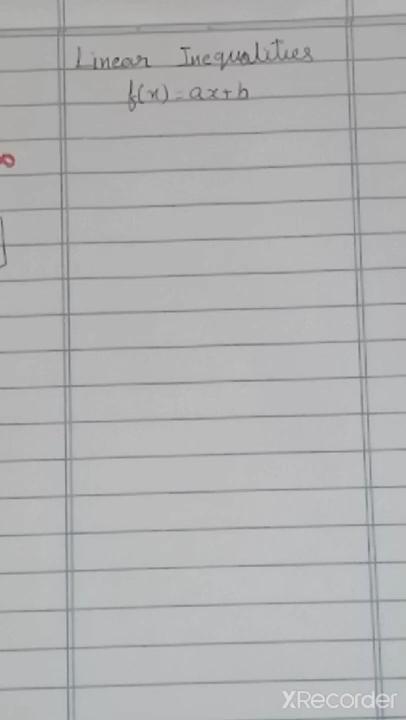 Linear Inequalities
f(x) = ax+b
XRecorder